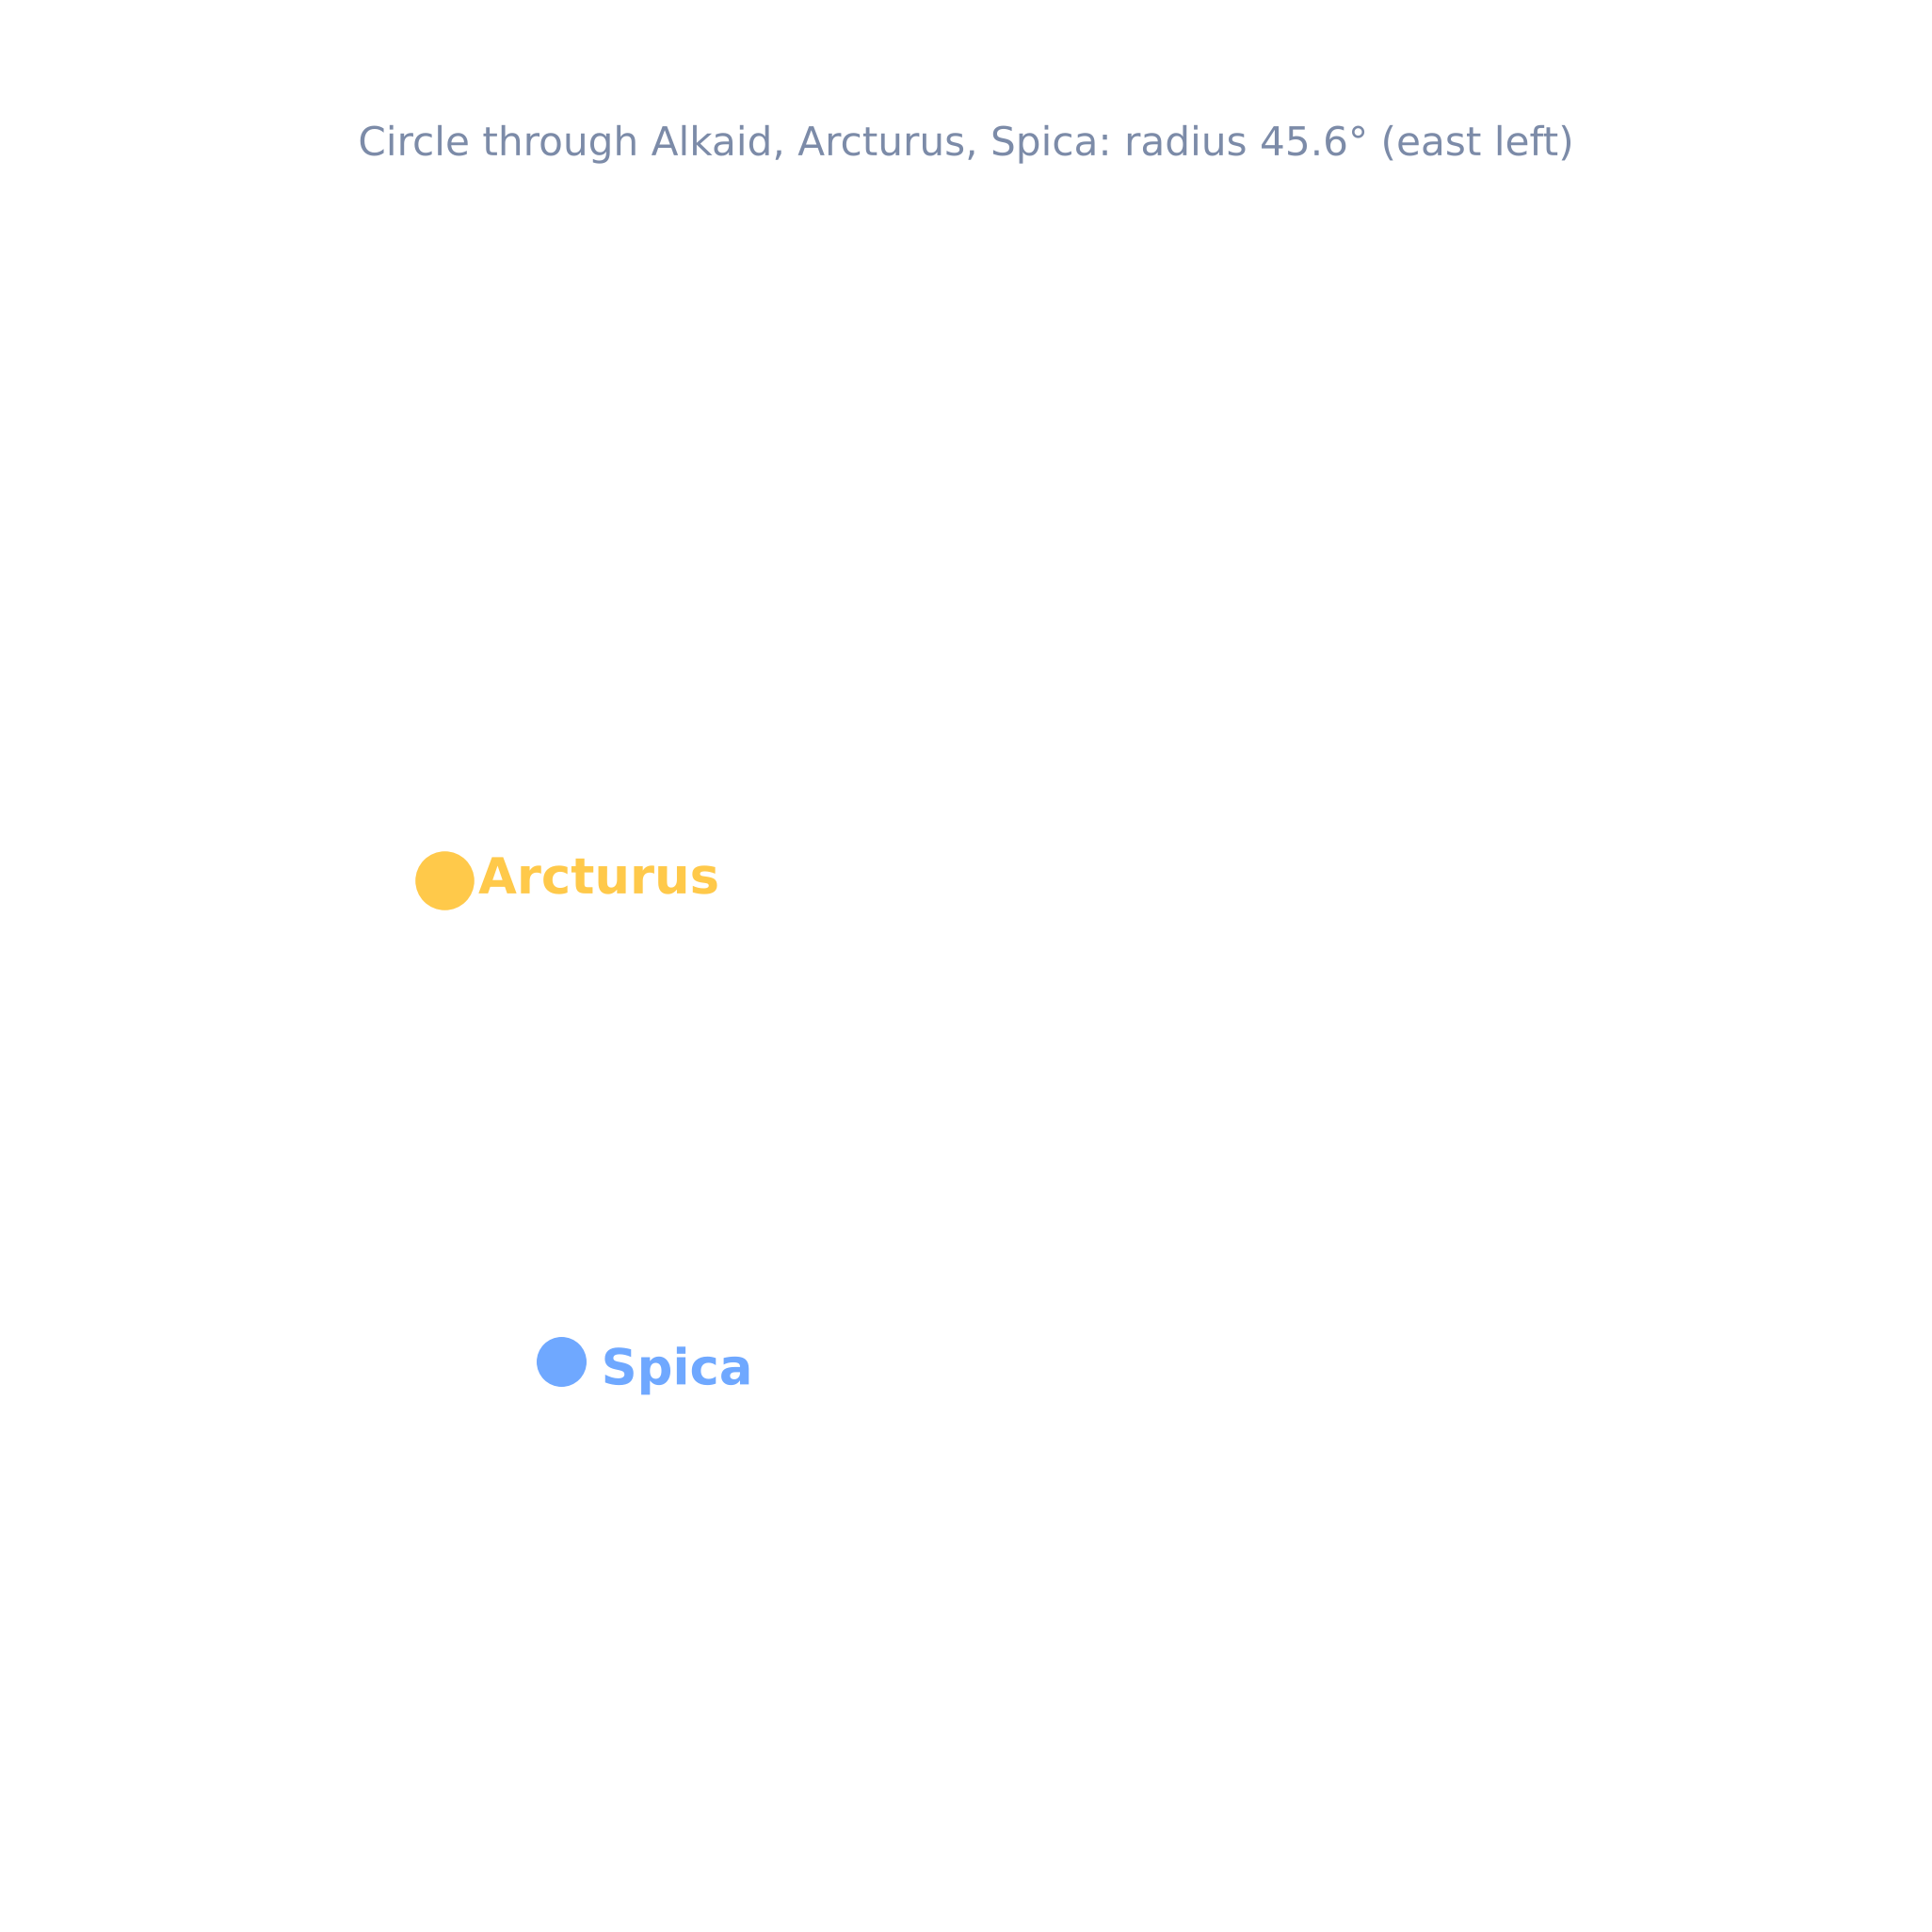 Circle through Alkaid, Arcturus, Spica: radius 45.6° (east left)
Arcturus
Spica